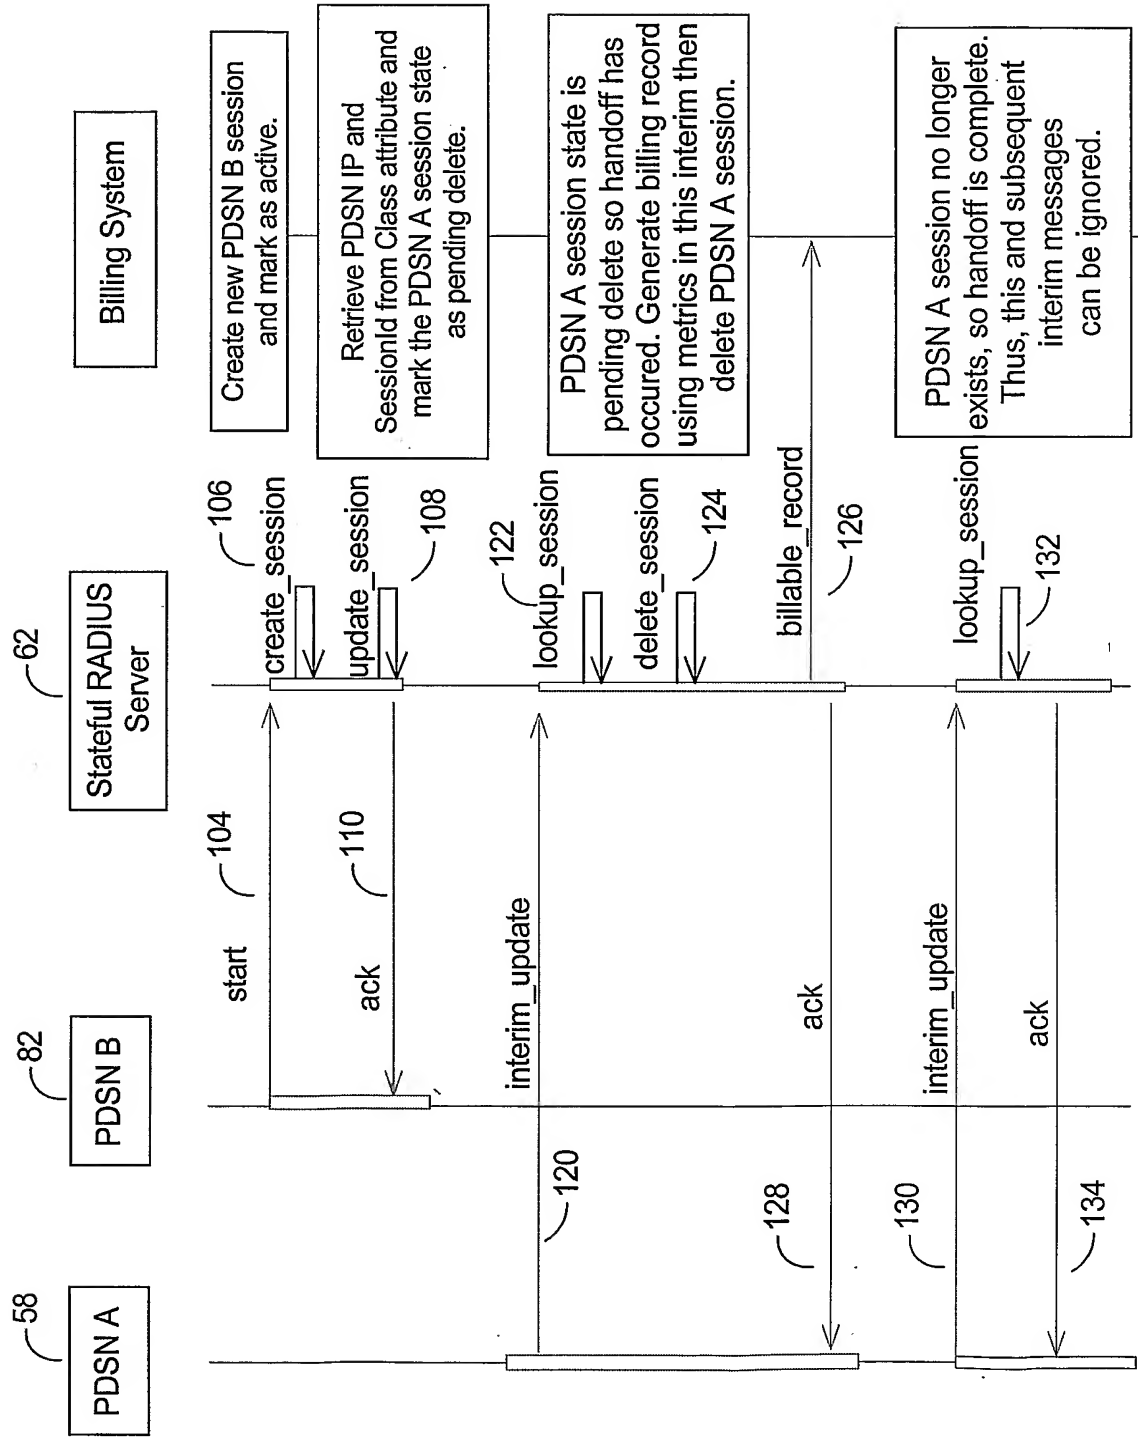 58
PDSN A
82
PDSN B
62
Stateful RADIUS
Server
Billing System
start
104
create_session
106
Create new PDSN B session
and mark as active.
ack
110
update_session
108
Retrieve PDSN IP and
SessionId from Class attribute and
mark the PDSN A session state
as pending delete.
120
interim_update
lookup_session
122
delete_session
124
PDSN A session state is
pending delete so handoff has
occured. Generate billing record
using metrics in this interim then
delete PDSN A session.
billable_record
126
128
ack
130
interim_update
lookup_session
132
PDSN A session no longer
exists, so handoff is complete.
Thus, this and subsequent
interim messages
can be ignored.
ack
134